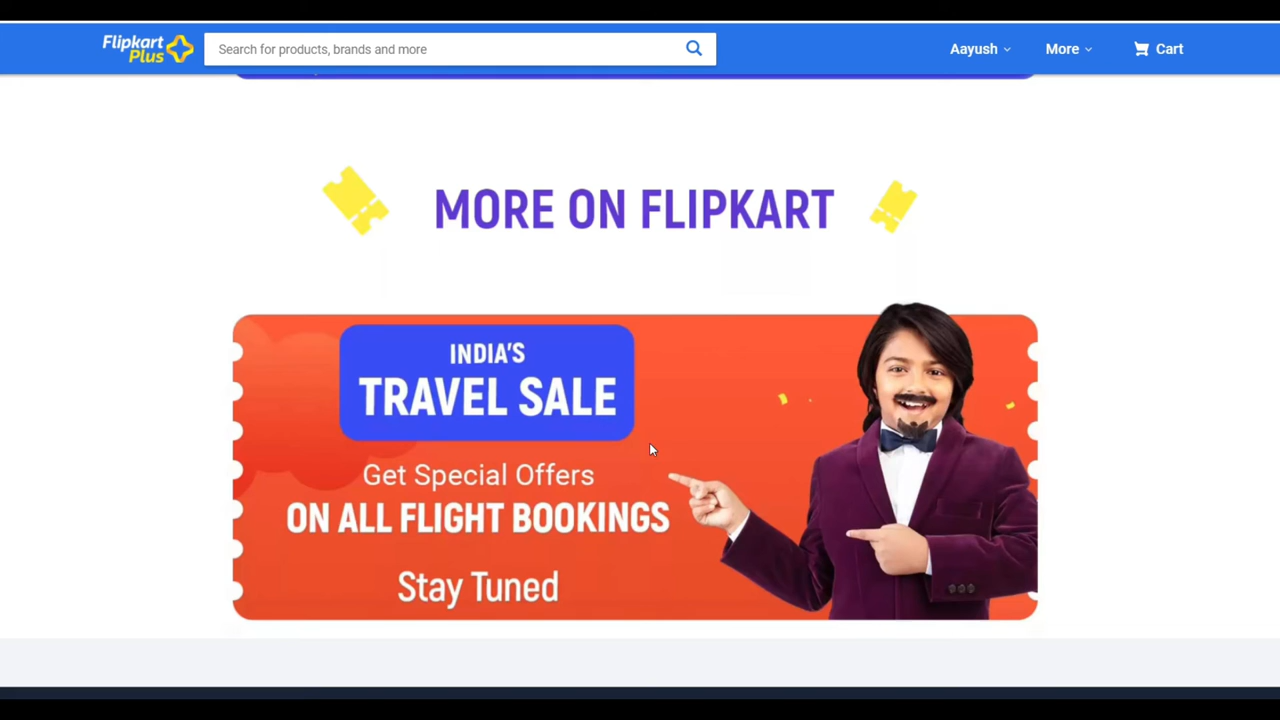 Flipkart
Plus
Search for products, brands and more
Aayush
More
Cart
MORE ON FLIPKART
INDIA'S
TRAVEL SALE
Get Special Offers
ON ALL FLIGHT BOOKINGS
Stay Tuned